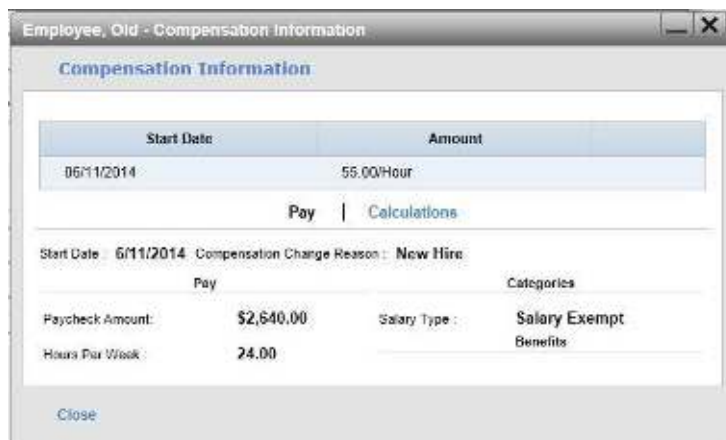 Employee, Old - Compensation Information
Compensation Information
Start Date Amount
06/11/2014 55.00/Hour
Pay | Calculations
Start Date : 6/11/2014 Compensation Change Reason : New Hire
Pay Categories
Paycheck Amount: $2,640.00 Salary Type : Salary Exempt
Benefits
Hours Per Week : 24.00
Close